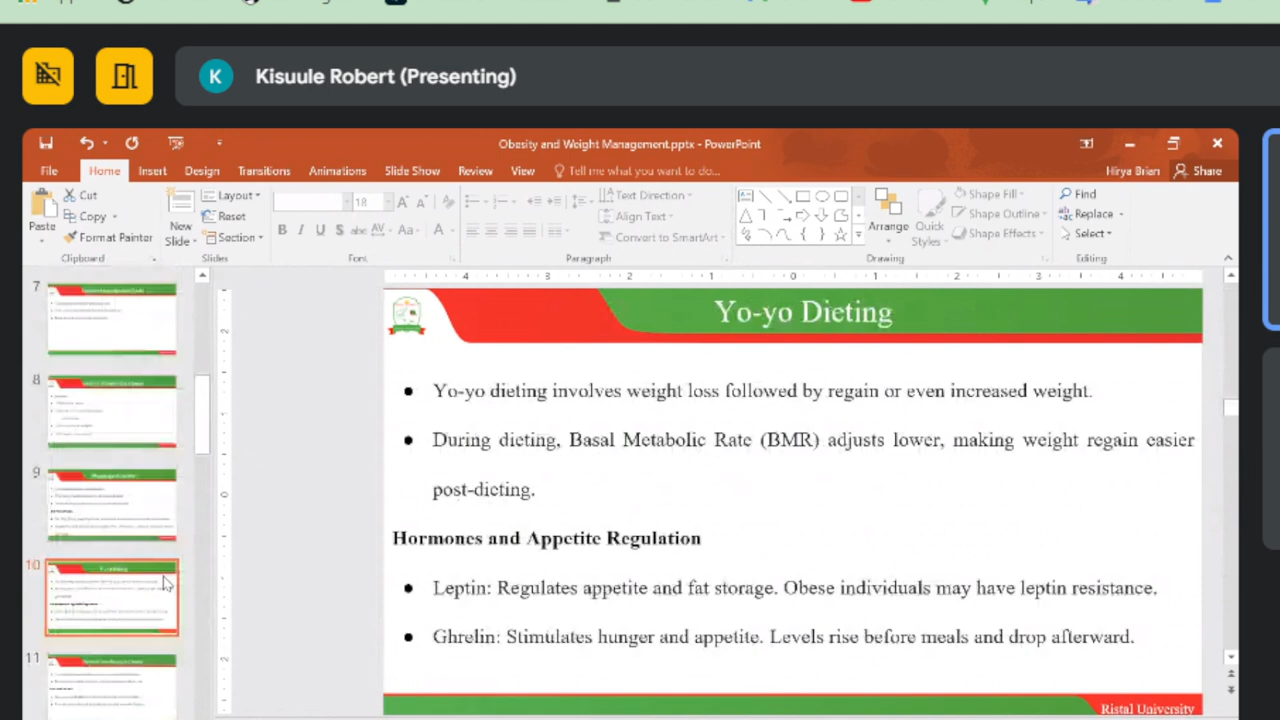 K Kisuule Robert (Presenting)
Obesity and Weight Management.pptx - PowerPoint
File Home Insert Design Transitions Animations Slide Show Review View Tell me what you want to do... Hirya Brian Share
Cut
Copy
Format Painter
Paste
Clipboard
New
Slide
Layout
Reset
Section
Slides
18
Font
Text Direction
Align Text
Convert to SmartArt
Paragraph
Arrange
Quick
Styles
Shape Fill
Shape Outline
Shape Effects
Drawing
Find
Replace
Select
Editing
7
8
9
10
11
Yo-yo Dieting
Yo-yo dieting involves weight loss followed by regain or even increased weight.
During dieting, Basal Metabolic Rate (BMR) adjusts lower, making weight regain easier
post-dieting.
Hormones and Appetite Regulation
Leptin: Regulates appetite and fat storage. Obese individuals may have leptin resistance.
Ghrelin: Stimulates hunger and appetite. Levels rise before meals and drop afterward.
Ristal University